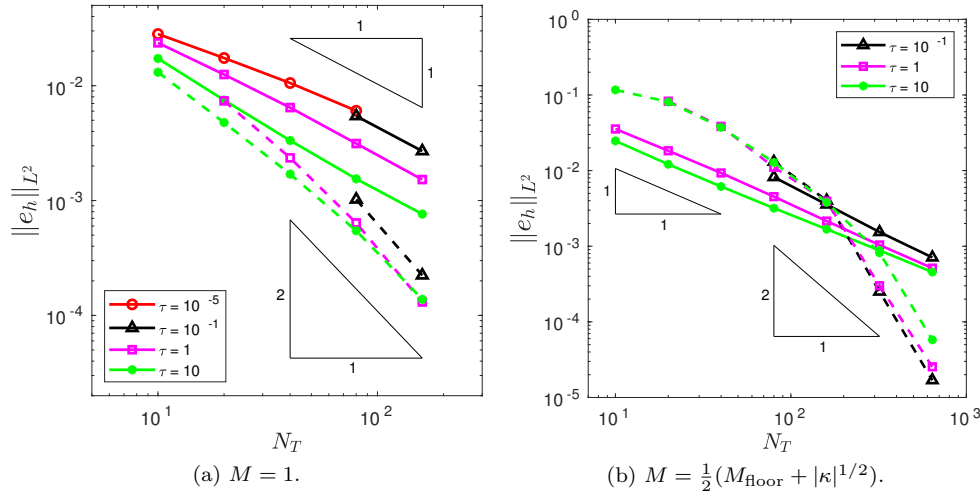 10^{-2}
10^{-3}
10^{-4}
||e_h||_{L^2}
1
1
2
1
τ = 10^{-5}
τ = 10^{-1}
τ = 1
τ = 10
10^1
10^2
N_T
(a) M = 1.
10^0
10^{-1}
10^{-2}
10^{-3}
10^{-4}
10^{-5}
||e_h||_{L^2}
τ = 10^{-1}
τ = 1
τ = 10
1
1
2
1
10^1
10^2
10^3
N_T
(b) M = \frac{1}{2}(M_{floor} + |κ|^{1/2}).